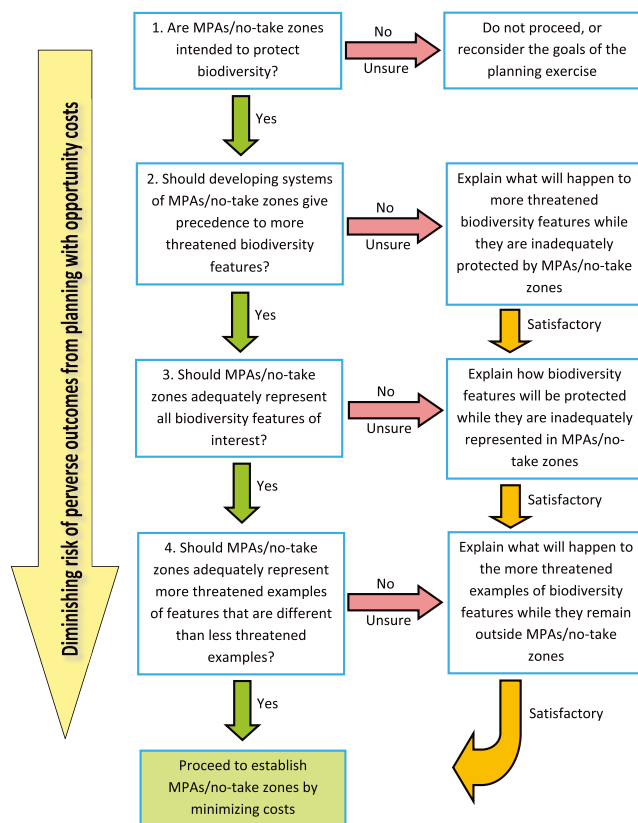 Diminishing risk of perverse outcomes from planning with opportunity costs
1. Are MPAs/no-take zones
intended to protect
biodiversity?
No
Unsure
Do not proceed, or
reconsider the goals of the
planning exercise
Yes
2. Should developing systems
of MPAs/no-take zones give
precedence to more
threatened biodiversity
features?
No
Unsure
Explain what will happen to
more threatened
biodiversity features while
they are inadequately
protected by MPAs/no-take
zones
Yes
Satisfactory
3. Should MPAs/no-take
zones adequately represent
all biodiversity features of
interest?
No
Unsure
Explain how biodiversity
features will be protected
while they are inadequately
represented in MPAs/no-
take zones
Yes
Satisfactory
4. Should MPAs/no-take
zones adequately represent
more threatened examples
of features that are different
than less threatened
examples?
No
Unsure
Explain what will happen to
the more threatened
examples of biodiversity
features while they remain
outside MPAs/no-take
zones
Yes
Satisfactory
Proceed to establish
MPAs/no-take zones by
minimizing costs